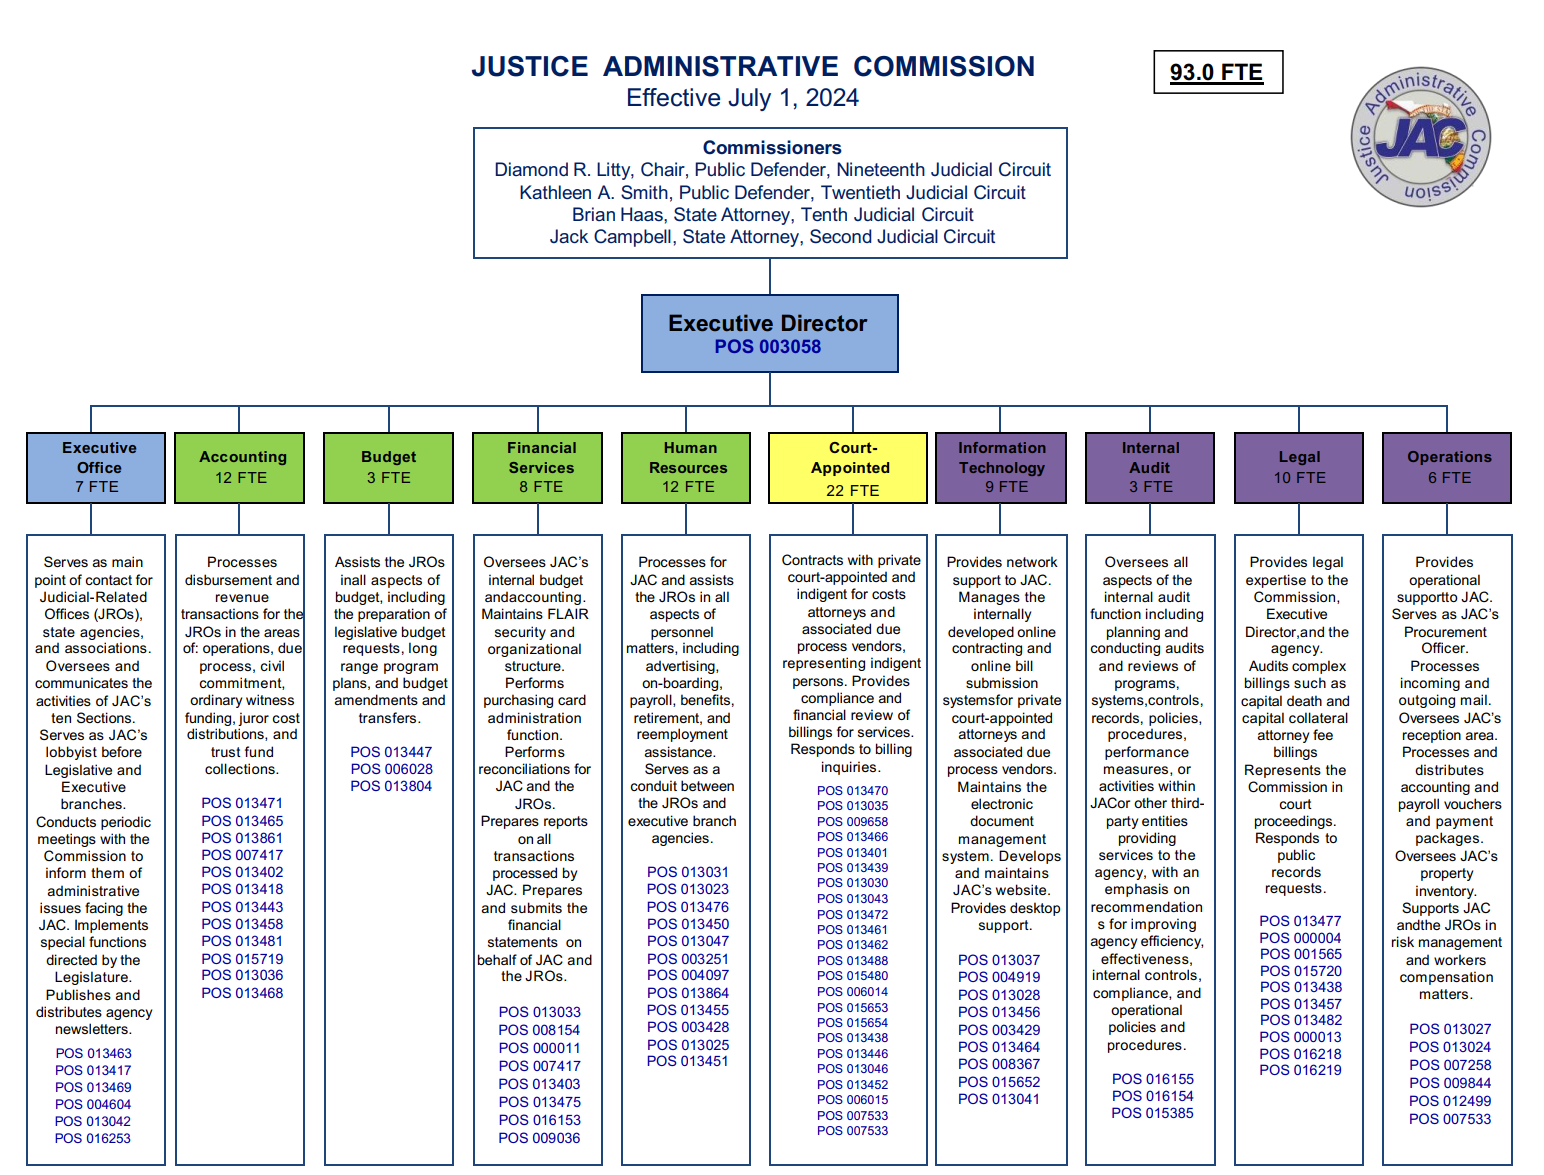 JUSTICE ADMINISTRATIVE COMMISSION
Effective July 1, 2024
93.0 FTE
Justice Administrative Commission
JAC
Commissioners
Diamond R. Litty, Chair, Public Defender, Nineteenth Judicial Circuit
Kathleen A. Smith, Public Defender, Twentieth Judicial Circuit
Brian Haas, State Attorney, Tenth Judicial Circuit
Jack Campbell, State Attorney, Second Judicial Circuit
Executive Director
POS 003058
Executive
Office
7 FTE
Serves as main
point of contact for
Judicial-Related
Offices (JROs),
state agencies,
and associations.
Oversees and
communicates the
activities of JAC's
ten Sections.
Serves as JAC's
lobbyist before
Legislative and
Executive
branches.
Conducts periodic
meetings with the
Commission to
inform them of
administrative
issues facing the
JAC. Implements
special functions
directed by the
Legislature.
Publishes and
distributes agency
newsletters.
POS 013463
POS 013417
POS 013469
POS 004604
POS 013042
POS 016253
Accounting
12 FTE
Processes
disbursement and
revenue
transactions for the
JROs in the areas
of: operations, due
process, civil
commitment,
ordinary witness
funding, juror cost
distributions, and
trust fund
collections.
POS 013471
POS 013465
POS 013861
POS 007417
POS 013402
POS 013418
POS 013443
POS 013458
POS 013481
POS 015719
POS 013036
POS 013468
Budget
3 FTE
Assists the JROs
inall aspects of
budget, including
the preparation of
legislative budget
requests, long
range program
plans, and budget
amendments and
transfers.
POS 013447
POS 006028
POS 013804
Financial
Services
8 FTE
Oversees JAC's
internal budget
andaccounting.
Maintains FLAIR
security and
organizational
structure.
Performs
purchasing card
administration
function.
Performs
reconciliations for
JAC and the
JROs.
Prepares reports
on all
transactions
processed by
JAC. Prepares
and submits the
financial
statements on
behalf of JAC and
the JROs.
POS 013033
POS 008154
POS 000011
POS 007417
POS 013403
POS 013475
POS 016153
POS 009036
Human
Resources
12 FTE
Processes for
JAC and assists
the JROs in all
aspects of
personnel
matters, including
advertising,
on-boarding,
payroll, benefits,
retirement, and
reemployment
assistance.
Serves as a
conduit between
the JROs and
executive branch
agencies.
POS 013031
POS 013023
POS 013476
POS 013450
POS 013047
POS 003251
POS 004097
POS 013864
POS 013455
POS 003428
POS 013025
POS 013451
Court-
Appointed
22 FTE
Contracts with private
court-appointed and
indigent for costs
attorneys and
associated due
process vendors,
representing indigent
persons. Provides
compliance and
financial review of
billings for services.
Responds to billing
inquiries.
POS 013470
POS 013035
POS 009658
POS 013466
POS 013401
POS 013439
POS 013030
POS 013043
POS 013472
POS 013461
POS 013462
POS 013488
POS 015480
POS 006014
POS 015653
POS 015654
POS 013438
POS 013446
POS 013046
POS 013452
POS 006015
POS 007533
POS 007533
Information
Technology
9 FTE
Provides network
support to JAC.
Manages the
internally
developed online
contracting and
online bill
submission
systemsfor private
court-appointed
attorneys and
associated due
process vendors.
Maintains the
electronic
document
management
system. Develops
and maintains
JAC's website.
Provides desktop
support.
POS 013037
POS 004919
POS 013028
POS 013456
POS 003429
POS 013464
POS 008367
POS 015652
POS 013041
Internal
Audit
3 FTE
Oversees all
aspects of the
internal audit
function including
planning and
conducting audits
and reviews of
programs,
systems,controls,
records, policies,
procedures,
performance
measures, or
activities within
JACor other third-
party entities
providing
services to the
agency, with an
emphasis on
recommendation
s for improving
agency efficiency,
effectiveness,
internal controls,
compliance, and
operational
policies and
procedures.
POS 016155
POS 016154
POS 015385
Legal
10 FTE
Provides legal
expertise to the
Commission,
Executive
Director,and the
agency.
Audits complex
billings such as
capital death and
capital collateral
attorney fee
billings
Represents the
Commission in
court
proceedings.
Responds to
public
records
requests.
POS 013477
POS 000004
POS 001565
POS 015720
POS 013438
POS 013457
POS 013482
POS 000013
POS 016218
POS 016219
Operations
6 FTE
Provides
operational
supportto JAC.
Serves as JAC's
Procurement
Officer.
Processes
incoming and
outgoing mail.
Oversees JAC's
reception area.
Processes and
distributes
accounting and
payroll vouchers
and payment
packages.
Oversees JAC's
property
inventory.
Supports JAC
andthe JROs in
risk management
and workers
compensation
matters.
POS 013027
POS 013024
POS 007258
POS 009844
POS 012499
POS 007533